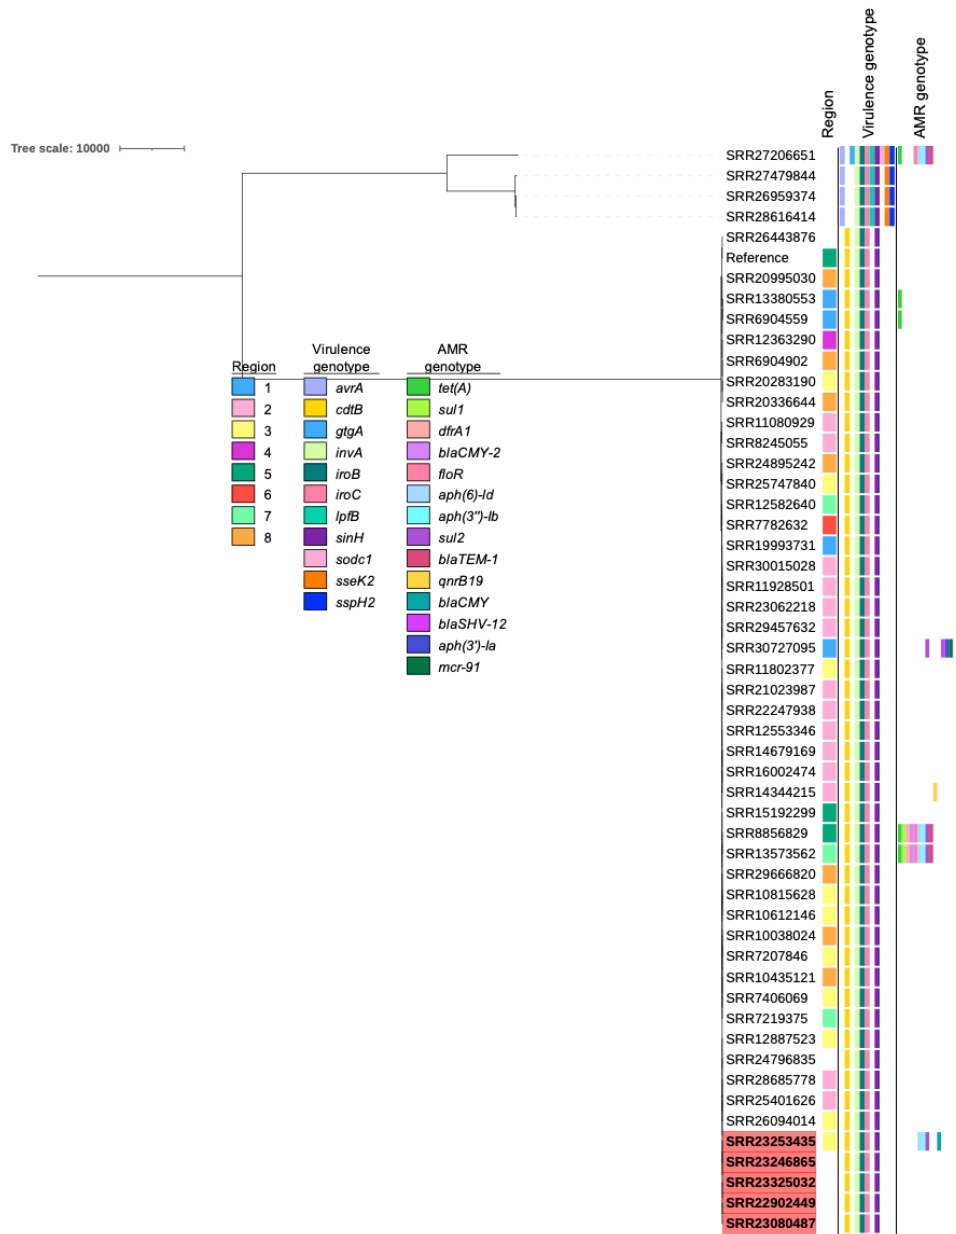 Region
Virulence genotype
AMR genotype
Tree scale: 10000
SRR27206651
SRR27479844
SRR26959374
SRR28616414
SRR26443876
Reference
SRR20995030
SRR13380553
SRR6904559
SRR12363290
SRR6904902
SRR20283190
SRR20336644
SRR11080929
SRR8245055
SRR24895242
SRR25747840
SRR12582640
SRR7782632
SRR19993731
SRR30015028
SRR11928501
SRR23062218
SRR29457632
SRR30727095
SRR11802377
SRR21023987
SRR22247938
SRR12553346
SRR14679169
SRR16002474
SRR14344215
SRR15192299
SRR8856829
SRR13573562
SRR29666820
SRR10815628
SRR10612146
SRR10038024
SRR7207846
SRR10435121
SRR7406069
SRR7219375
SRR12887523
SRR24796835
SRR28685778
SRR25401626
SRR26094014
SRR23253435
SRR23246865
SRR23325032
SRR22902449
SRR23080487
Region
1
2
3
4
5
6
7
8
Virulence
genotype
avrA
cdtB
gtgA
invA
iroB
iroC
lpfB
sinH
sodc1
sseK2
sspH2
AMR
genotype
tet(A)
sul1
dfrA1
blaCMY-2
floR
aph(6)-Id
aph(3")-Ib
sul2
blaTEM-1
qnrB19
blaCMY
blaSHV-12
aph(3')-Ia
mcr-91